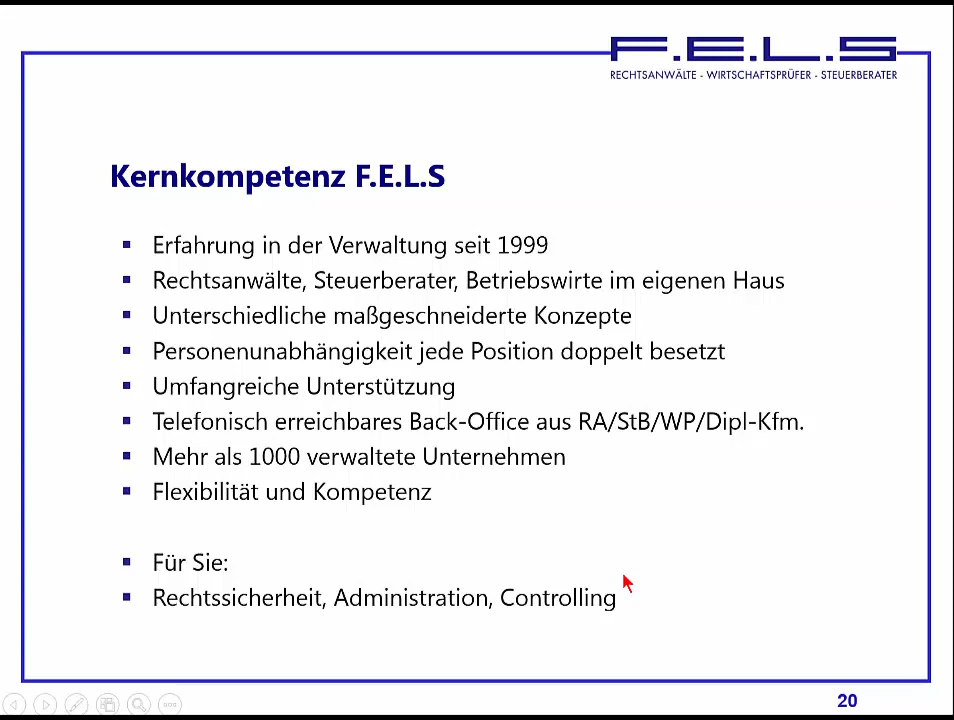 F.E.L.S
RECHTSANWÄLTE - WIRTSCHAFTSPRÜFER - STEUERBERATER
Kernkompetenz F.E.L.S
▪ Erfahrung in der Verwaltung seit 1999
▪ Rechtsanwälte, Steuerberater, Betriebswirte im eigenen Haus
▪ Unterschiedliche maßgeschneiderte Konzepte
▪ Personenunabhängigkeit jede Position doppelt besetzt
▪ Umfangreiche Unterstützung
▪ Telefonisch erreichbares Back-Office aus RA/StB/WP/Dipl-Kfm.
▪ Mehr als 1000 verwaltete Unternehmen
▪ Flexibilität und Kompetenz
▪ Für Sie:
▪ Rechtssicherheit, Administration, Controlling
20